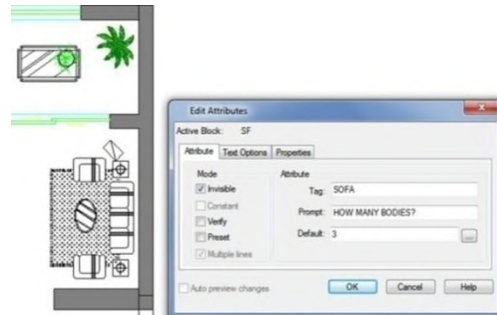 Edit Attributes
Active Block: SF
Attribute Text Options Properties
Mode Attribute
Invisible Tag: SOFA
Constant
Verify Prompt: HOW MANY BODIES?
Preset Default: 3 ...
Multiple lines
Auto preview changes OK Cancel Help